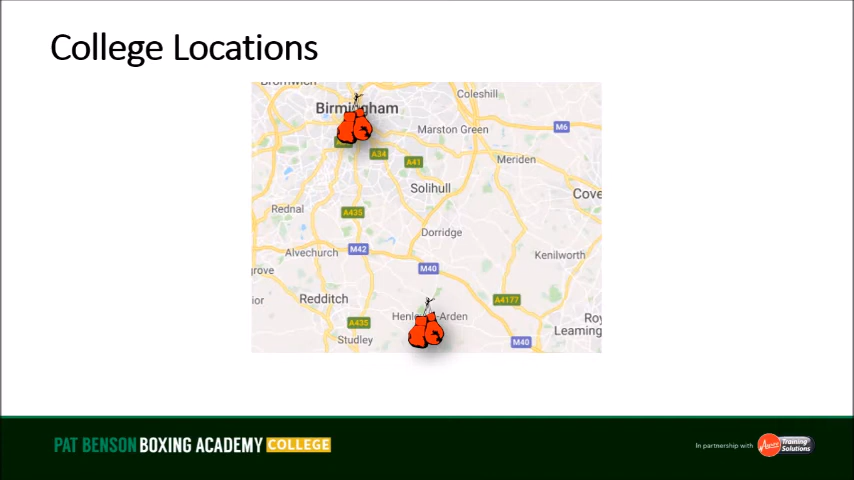 College Locations
Birmingham
Coleshill
M6
Marston Green
A34
A41
Meriden
Solihull
Cove
Rednal
A435
Dorridge
Alvechurch
M42
Kenilworth
M40
grove
Redditch
A4177
ior
Henley-in-Arden
Roy
A435
Leaming
Studley
M40
PAT BENSON BOXING ACADEMY COLLEGE
In partnership with
Training
Solutions